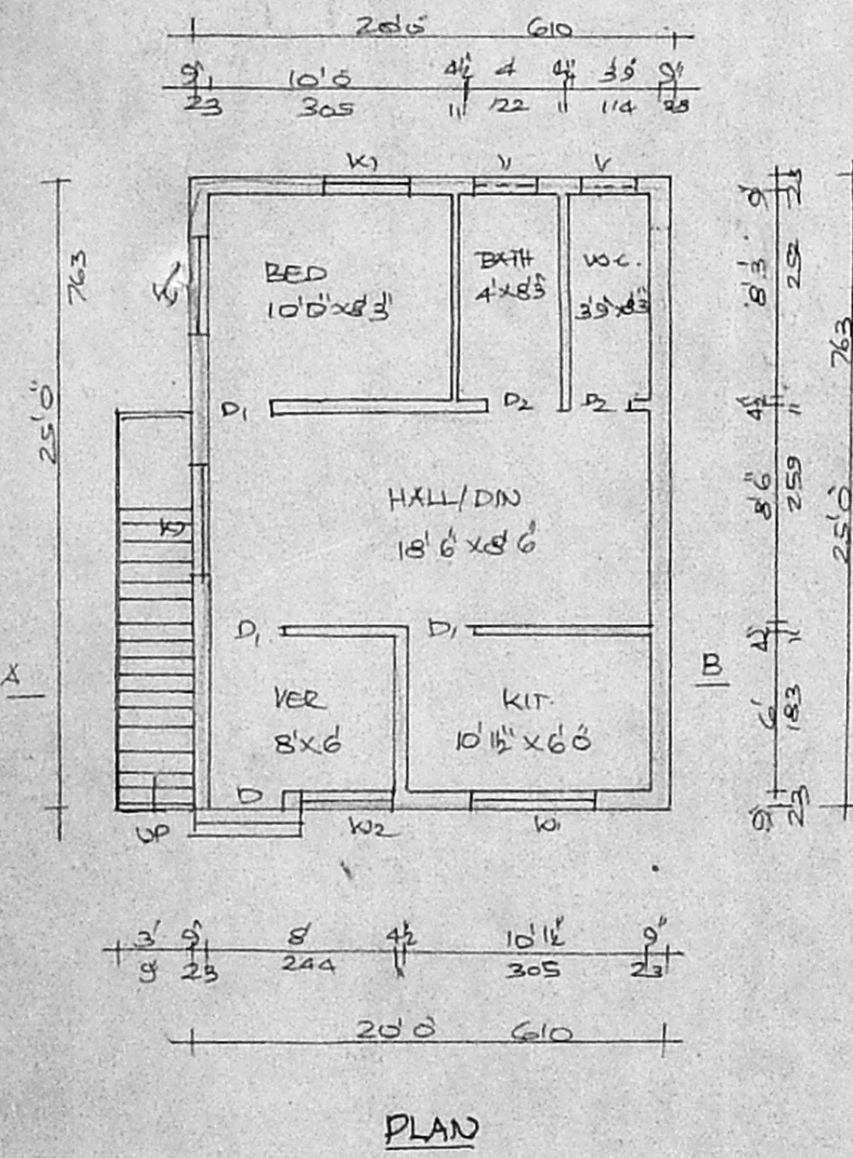 20'0" 610
9" 10'0 4½" 4 4½" 3'9" 9"
23 305 11 122 11 114 23
W1 V V
763
25'0"
BED
10'0"x8'3"
BATH
4'x8'3"
W.C.
3'9"x8'3"
D1 D2 D2
HALL/DIN
18'6"x8'6"
D1 D1
VER
8'x6'
KIT.
10'1½"x6'0"
A
B
D
UP
W2 W1
9" 8'3" 4½" 8'6" 4½" 6' 9"
23 252 11 259 11 183 23
763
25'0"
3' 9" 8' 4½ 10'1½" 9"
9 23 244 305 23
20'0 610
PLAN